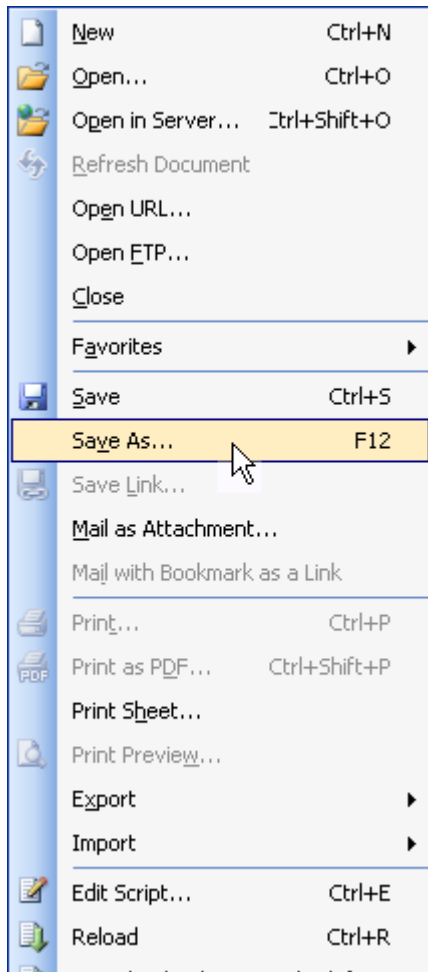 New Ctrl+N
Open... Ctrl+O
Open in Server... Ctrl+Shift+O
Refresh Document
Open URL...
Open FTP...
Close
Favorites
Save Ctrl+S
Save As... F12
Save Link...
Mail as Attachment...
Mail with Bookmark as a Link
Print... Ctrl+P
PDF Print as PDF... Ctrl+Shift+P
Print Sheet...
Print Preview...
Export
Import
Edit Script... Ctrl+E
Reload Ctrl+R